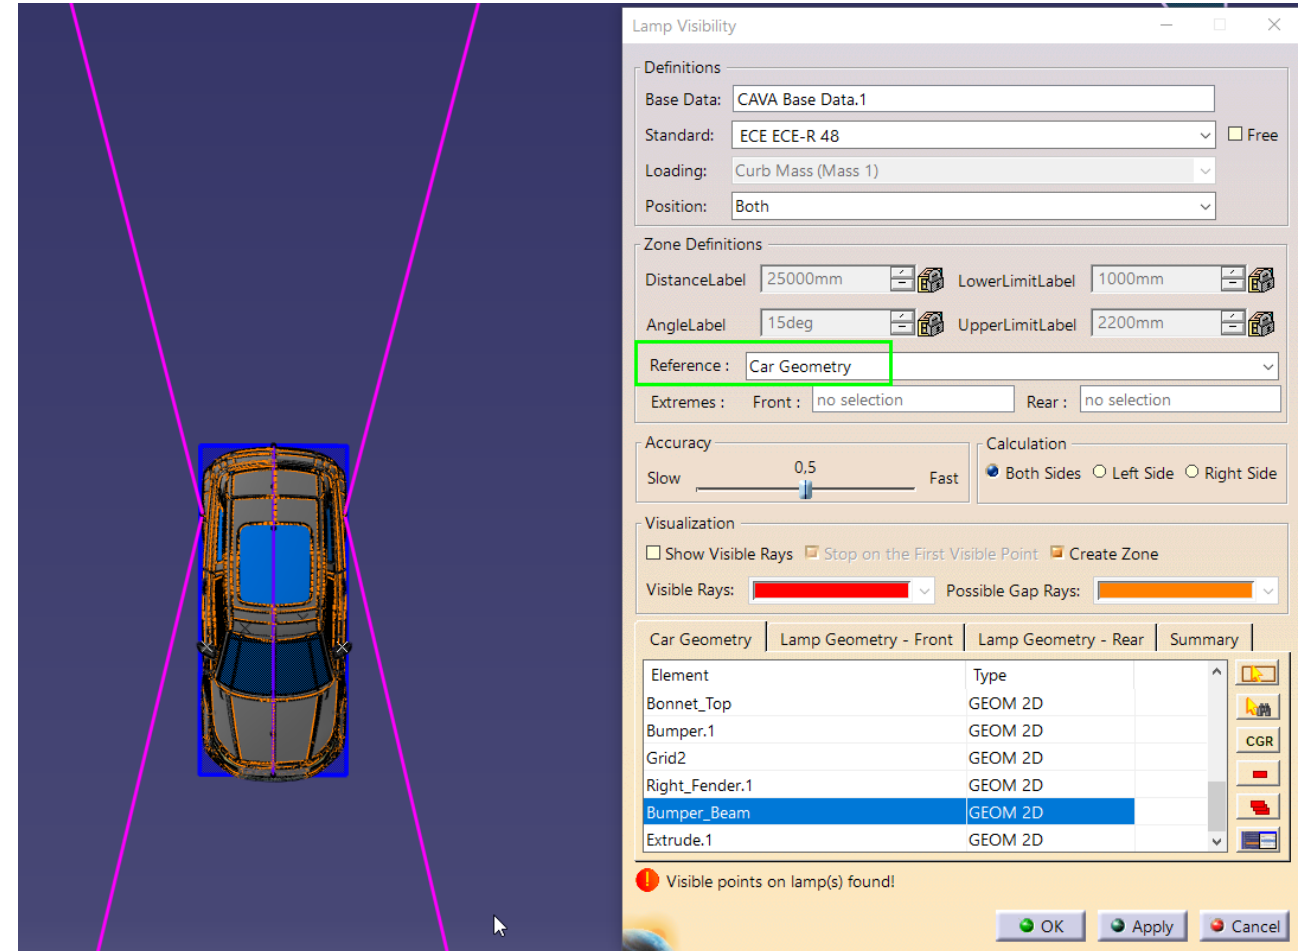 Lamp Visibility
Definitions
Base Data: CAVA Base Data.1
Standard: ECE ECE-R 48 Free
Loading: Curb Mass (Mass 1)
Position: Both
Zone Definitions
DistanceLabel 25000mm LowerLimitLabel 1000mm
AngleLabel 15deg UpperLimitLabel 2200mm
Reference : Car Geometry
Extremes : Front : no selection Rear : no selection
Accuracy Calculation
Slow 0,5 Fast Both Sides Left Side Right Side
Visualization
Show Visible Rays Stop on the First Visible Point Create Zone
Visible Rays: Possible Gap Rays:
Car Geometry Lamp Geometry - Front Lamp Geometry - Rear Summary
Element Type
Bonnet_Top GEOM 2D
Bumper.1 GEOM 2D
CGR
Grid2 GEOM 2D
Right_Fender.1 GEOM 2D
Bumper_Beam GEOM 2D
Extrude.1 GEOM 2D
! Visible points on lamp(s) found!
OK Apply Cancel